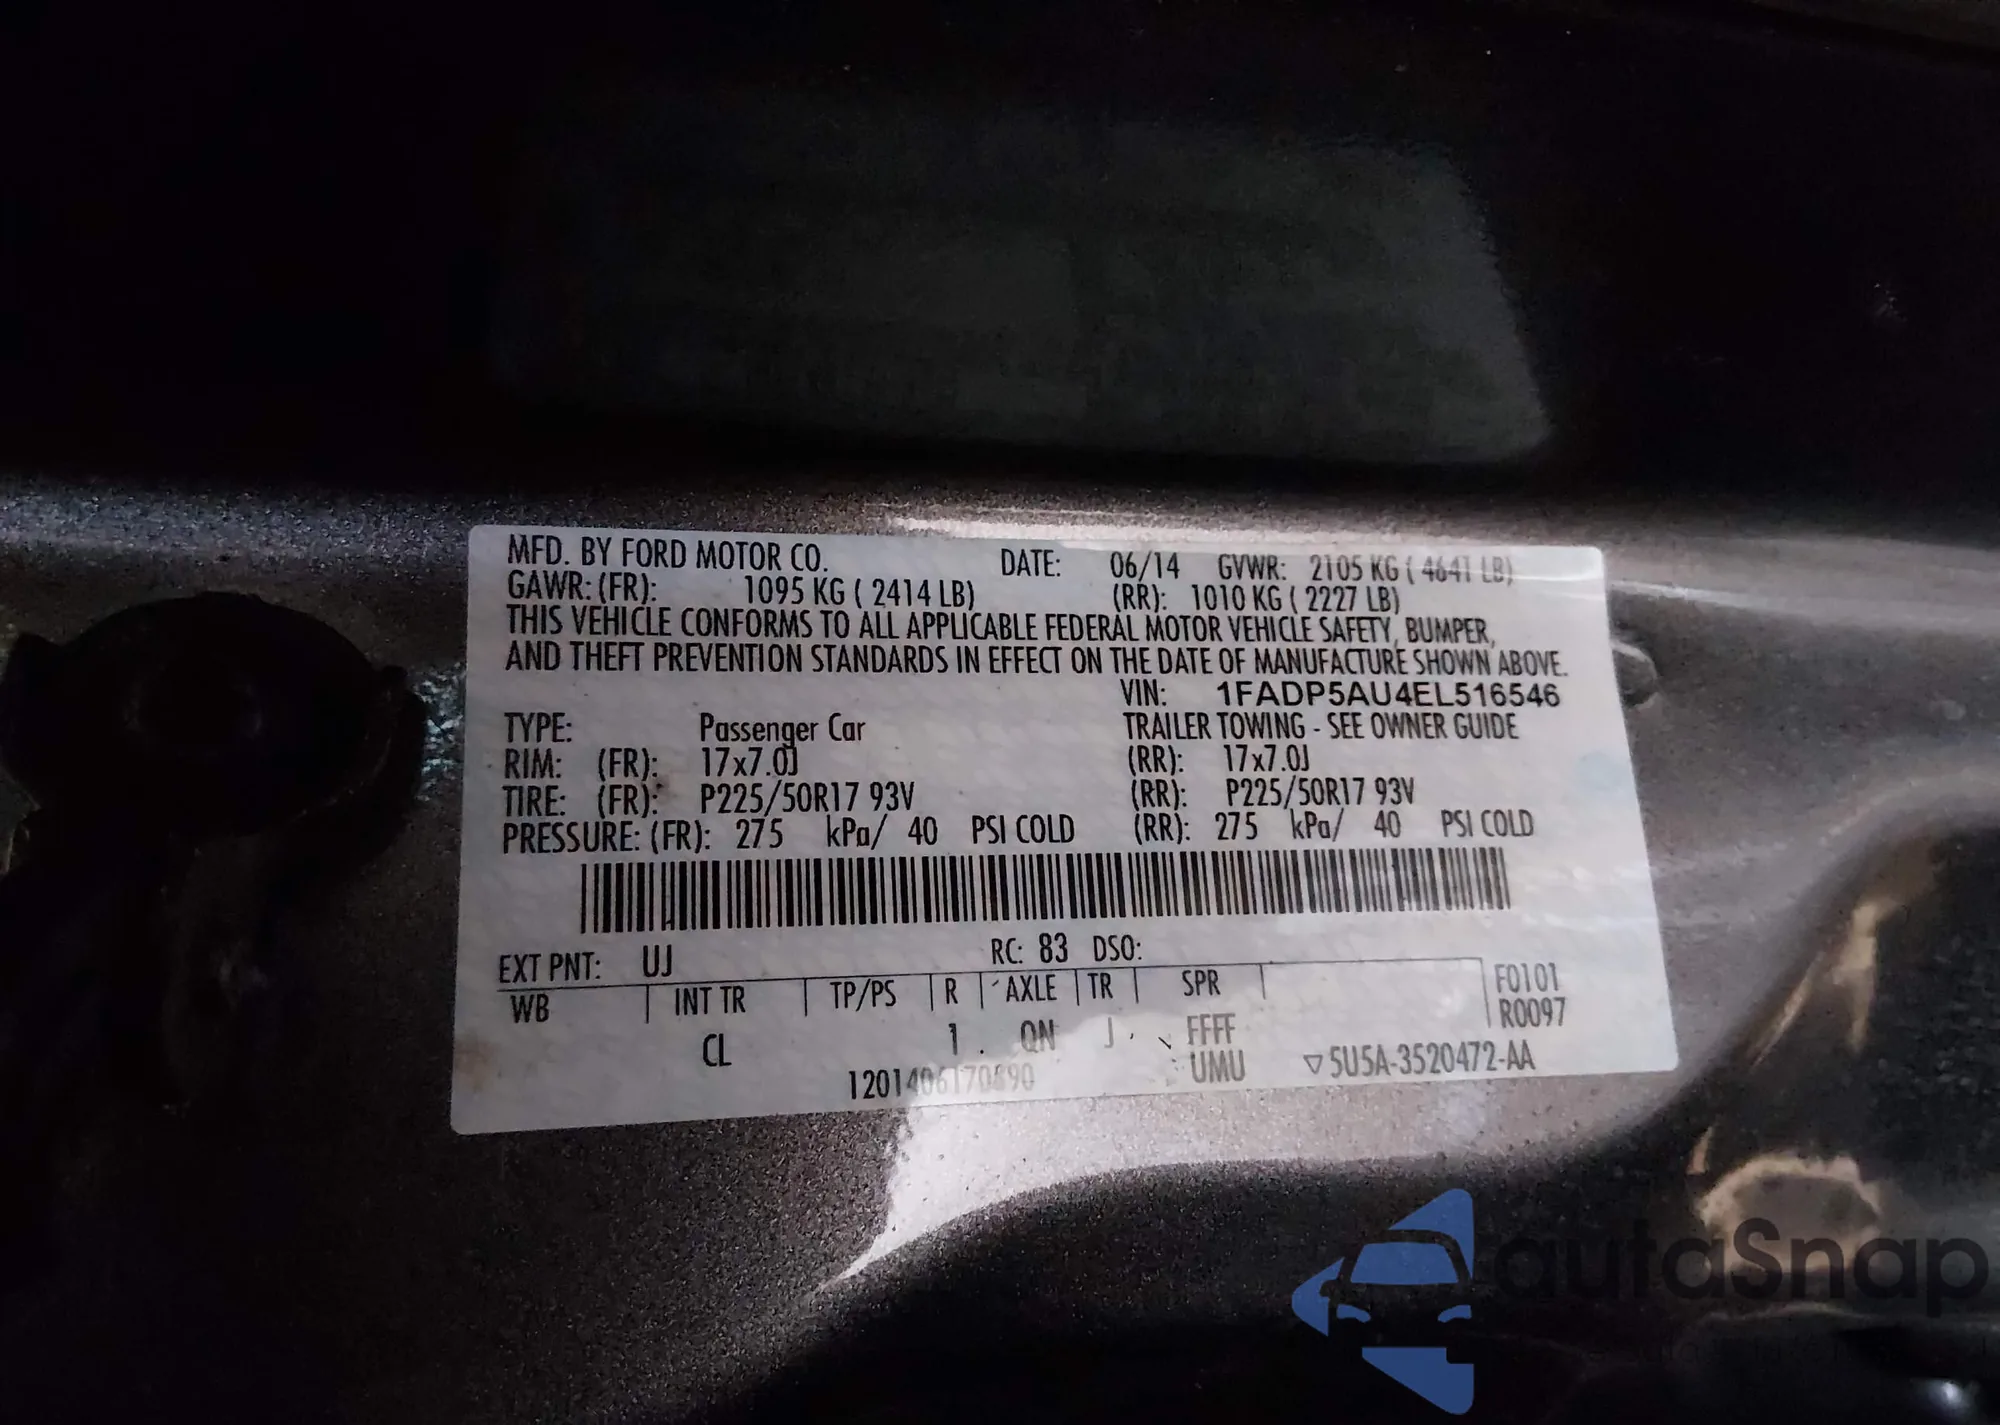 MFD. BY FORD MOTOR CO. DATE: 06/14 GVWR: 2105 KG ( 4641 LB)
GAWR: (FR): 1095 KG ( 2414 LB) (RR): 1010 KG ( 2227 LB)
THIS VEHICLE CONFORMS TO ALL APPLICABLE FEDERAL MOTOR VEHICLE SAFETY, BUMPER,
AND THEFT PREVENTION STANDARDS IN EFFECT ON THE DATE OF MANUFACTURE SHOWN ABOVE.
VIN: 1FADP5AU4EL516546
TYPE: Passenger Car TRAILER TOWING - SEE OWNER GUIDE
RIM: (FR): 17x7.0J (RR): 17x7.0J
TIRE: (FR): P225/50R17 93V (RR): P225/50R17 93V
PRESSURE: (FR): 275 kPa/ 40 PSI COLD (RR): 275 kPa/ 40 PSI COLD
EXT PNT: UJ RC: 83 DSO:
WB INT TR TP/PS R AXLE TR SPR F0101
R0097
CL 1 QN J FFFF
UMU ▽5U5A-3520472-AA
autaSnap